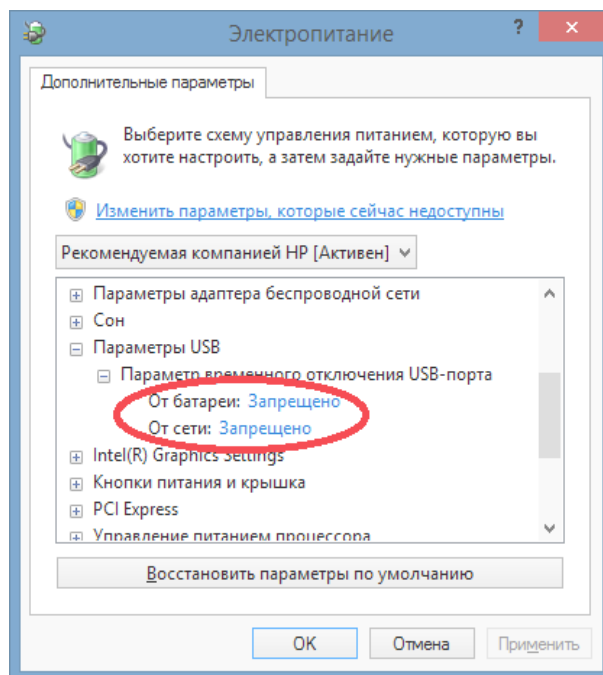 Электропитание
?
Дополнительные параметры
Выберите схему управления питанием, которую вы
хотите настроить, а затем задайте нужные параметры.
Изменить параметры, которые сейчас недоступны
Рекомендуемая компанией HP [Активен]
Параметры адаптера беспроводной сети
Сон
Параметры USB
Параметр временного отключения USB-порта
От батареи: Запрещено
От сети: Запрещено
Intel(R) Graphics Settings
Кнопки питания и крышка
PCI Express
Управление питанием процессора
Восстановить параметры по умолчанию
OK Отмена Применить